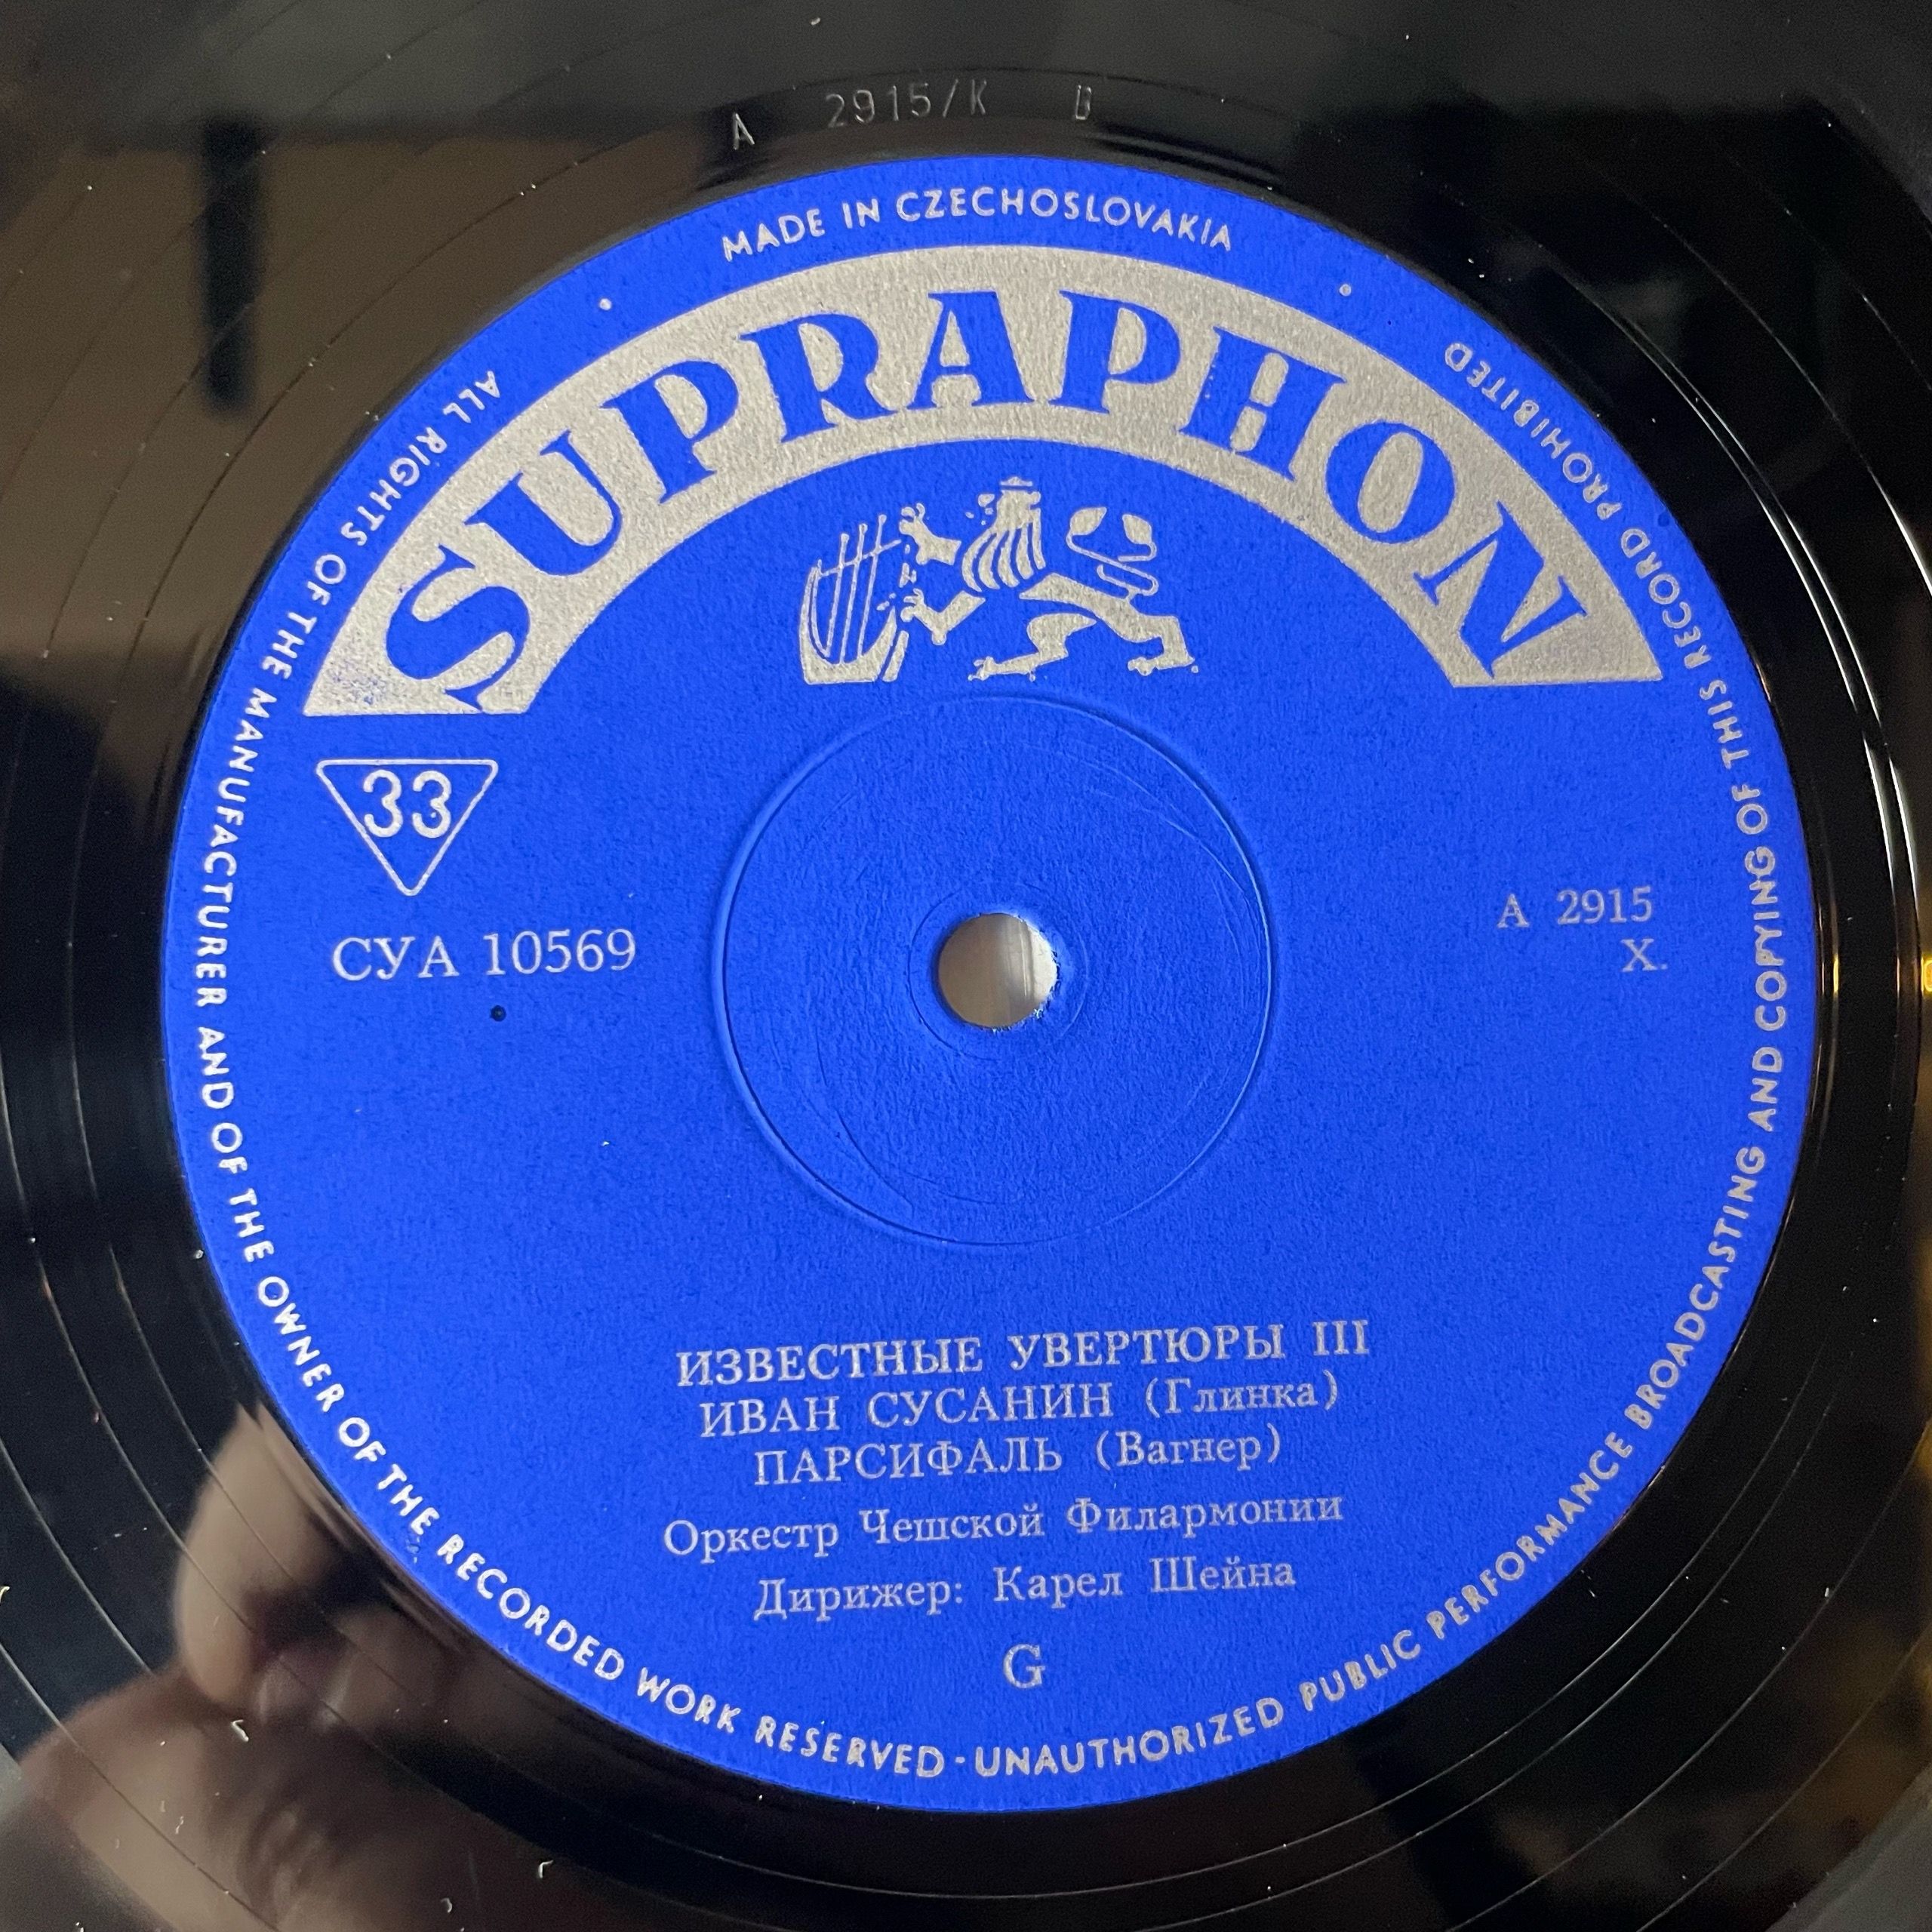 A 2915/K B
MADE IN CZECHOSLOVAKIA
SUPRAPHON
33
СУА 10569
А 2915
X.
ИЗВЕСТНЫЕ УВЕРТЮРЫ III
ИВАН СУСАНИН (Глинка)
ПАРСИФАЛЬ (Вагнер)
Оркестр Чешской Филармонии
Дирижер: Карел Шейна
G
ALL RIGHTS OF THE MANUFACTURER AND OF THE OWNER OF THE RECORDED WORK RESERVED - UNAUTHORIZED PUBLIC PERFORMANCE BROADCASTING AND COPYING OF THIS RECORD PROHIBITED